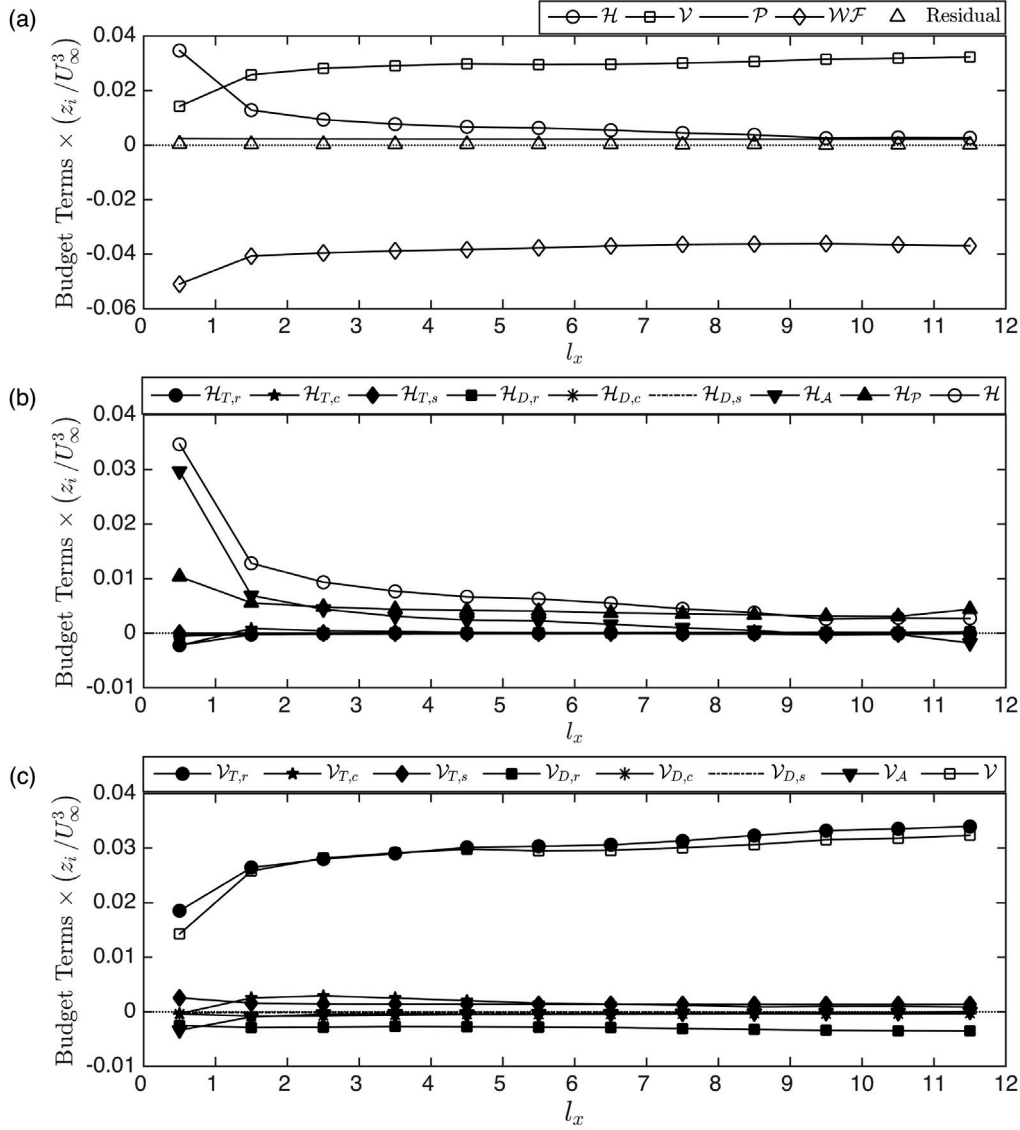 (a)
ℋ 𝒱 𝒫 𝒲ℱ Residual
0.04
0.02
0
-0.02
-0.04
-0.06
Budget Terms × (z_i/U_∞^3)
0 1 2 3 4 5 6 7 8 9 10 11 12
l_x
(b)
ℋ_{T,r} ℋ_{T,c} ℋ_{T,s} ℋ_{D,r} ℋ_{D,c} ℋ_{D,s} ℋ_𝒜 ℋ_𝒫 ℋ
0.04
0.03
0.02
0.01
0
-0.01
Budget Terms × (z_i/U_∞^3)
0 1 2 3 4 5 6 7 8 9 10 11 12
l_x
(c)
𝒱_{T,r} 𝒱_{T,c} 𝒱_{T,s} 𝒱_{D,r} 𝒱_{D,c} 𝒱_{D,s} 𝒱_𝒜 𝒱
0.04
0.03
0.02
0.01
0
-0.01
Budget Terms × (z_i/U_∞^3)
0 1 2 3 4 5 6 7 8 9 10 11 12
l_x